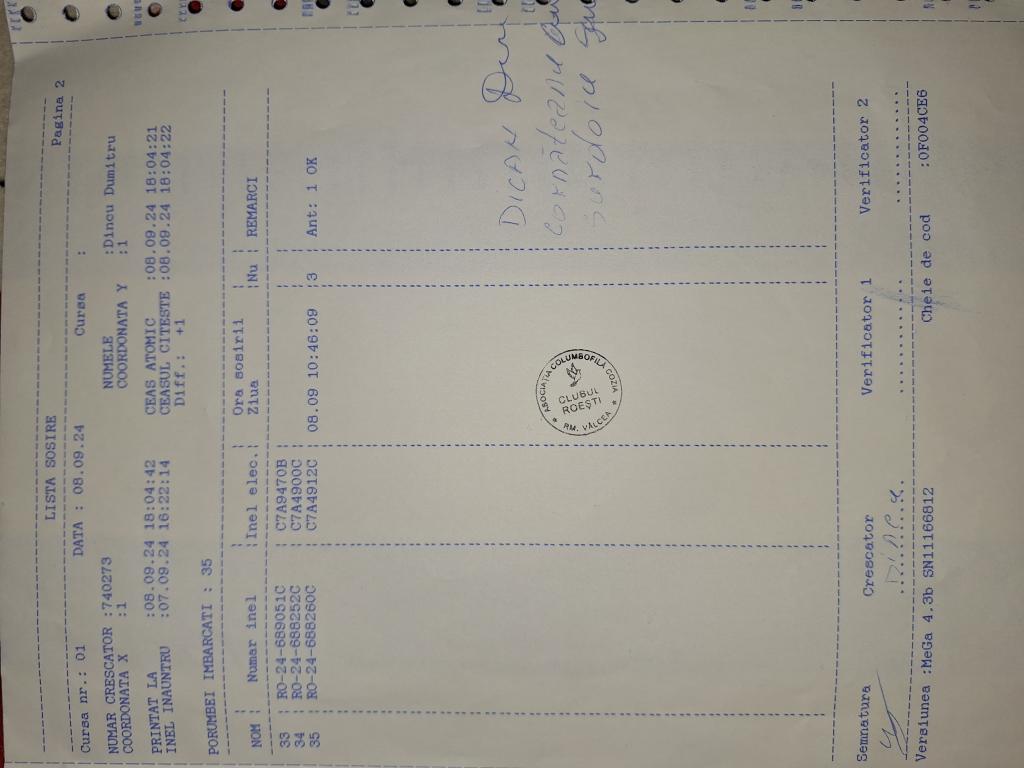 LISTA SOSIRE
Pagina 2
Cursa nr.: 01 DATA : 08.09.24 Cursa :
NUMAR CRESCATOR :740273 NUMELE :Dincu Dumitru
COORDONATA X :1 COORDONATA Y :1
PRINTAT LA :08.09.24 18:04:42 CEAS ATOMIC :08.09.24 18:04:21
INEL INAUNTRU :07.09.24 16:22:14 CEASUL CITESTE :08.09.24 18:04:22
Diff.: +1
PORUMBEI IMBARCATI : 35
NOM | Numar inel | Inel elec. | Ora sosirii | Nu | REMARCI
Ziua
33 : RO-24-689051C C7A9470B
34 : RO-24-688252C C7A4900C
35 : RO-24-688260C C7A4912C 08.09 10:46:09 :3 Ant: 1 OK
DICAN
ASOCIATIA COLUMBOFILA COZIA
CLUBUL
ROEȘTI
* RM. VÂLCEA *
Semnatura Crescator Verificator 1 Verificator 2
Versiunea :MeGa 4.3b SN11166812 Cheie de cod :0F004CE6